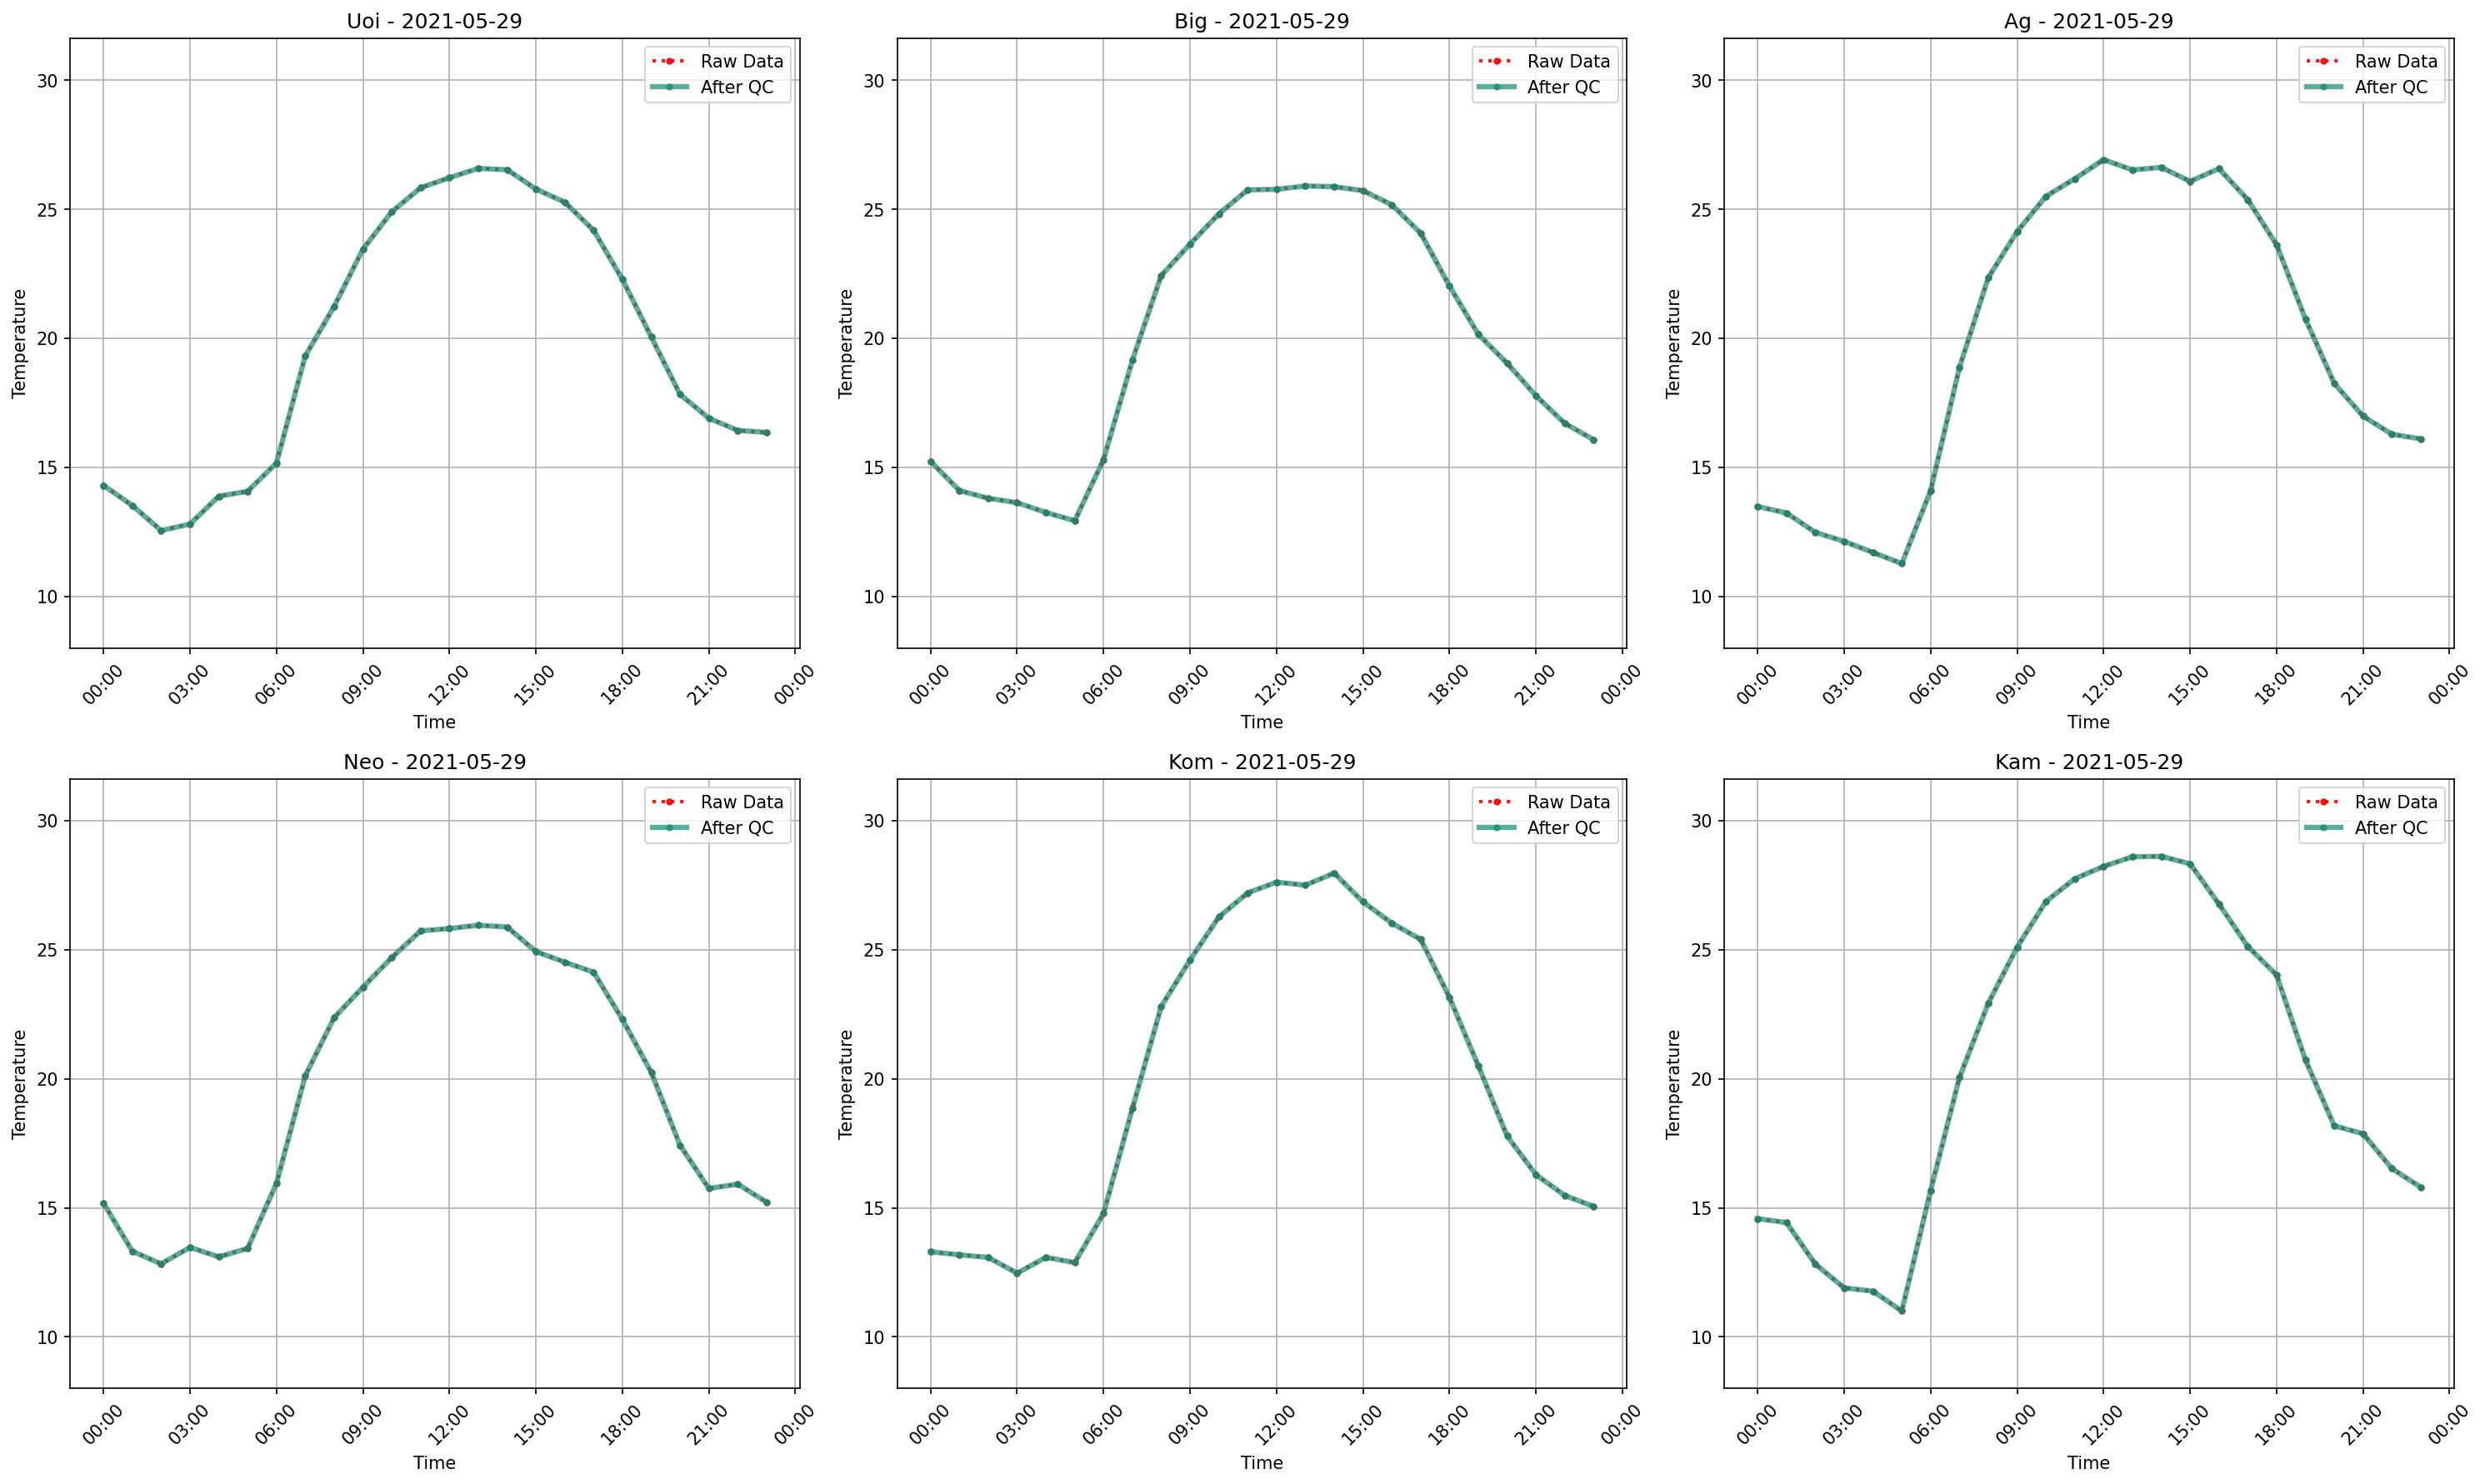 Uoi - 2021-05-29
Raw Data
After QC
Temperature
30
25
20
15
10
00:00
03:00
06:00
09:00
12:00
15:00
18:00
21:00
00:00
Time
Big - 2021-05-29
Raw Data
After QC
Temperature
30
25
20
15
10
00:00
03:00
06:00
09:00
12:00
15:00
18:00
21:00
00:00
Time
Ag - 2021-05-29
Raw Data
After QC
Temperature
30
25
20
15
10
00:00
03:00
06:00
09:00
12:00
15:00
18:00
21:00
00:00
Time
Neo - 2021-05-29
Raw Data
After QC
Temperature
30
25
20
15
10
00:00
03:00
06:00
09:00
12:00
15:00
18:00
21:00
00:00
Time
Kom - 2021-05-29
Raw Data
After QC
Temperature
30
25
20
15
10
00:00
03:00
06:00
09:00
12:00
15:00
18:00
21:00
00:00
Time
Kam - 2021-05-29
Raw Data
After QC
Temperature
30
25
20
15
10
00:00
03:00
06:00
09:00
12:00
15:00
18:00
21:00
00:00
Time